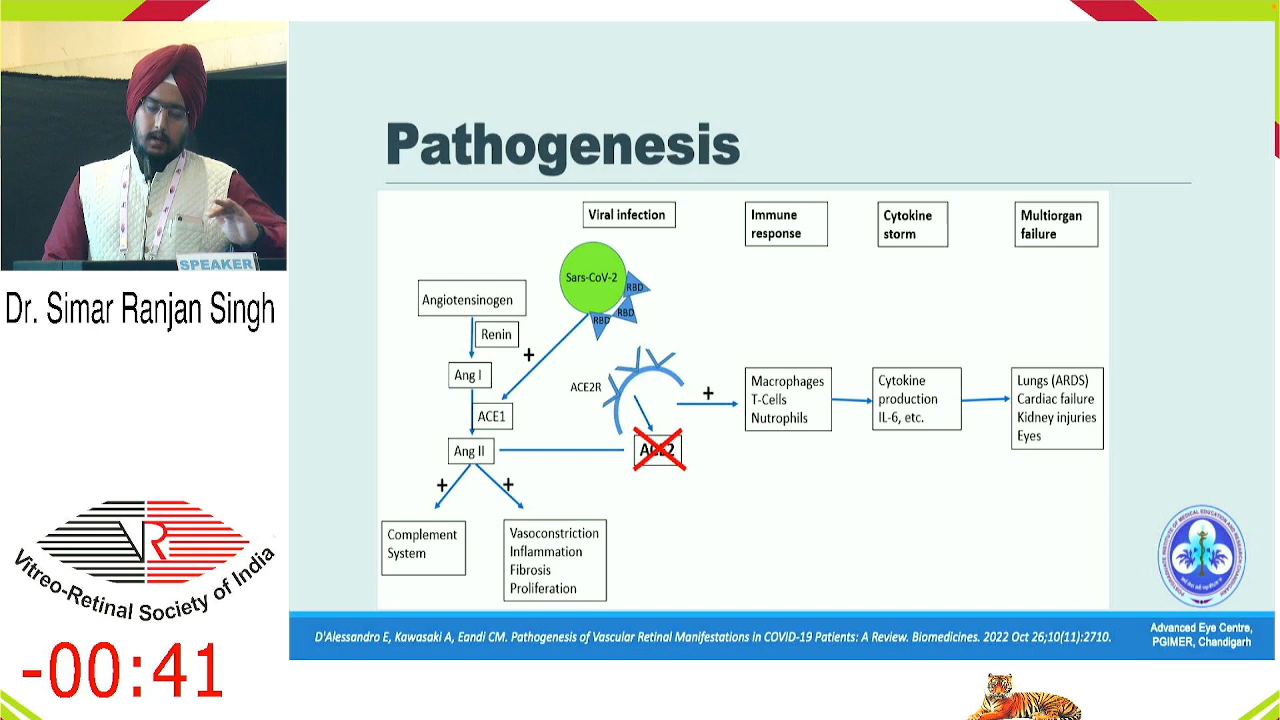 SPEAKER
Dr. Simar Ranjan Singh
VR
Vitreo-Retinal Society of India
-00:41
Pathogenesis
Viral infection
Immune
response
Cytokine
storm
Multiorgan
failure
Sars-CoV-2
RBD
RBD
RBD
Angiotensinogen
Renin
+
Ang I
ACE1
Ang II
ACE2R
ACE2
+
Macrophages
T-Cells
Nutrophils
Cytokine
production
IL-6, etc.
Lungs (ARDS)
Cardiac failure
Kidney injuries
Eyes
+
+
Complement
System
Vasoconstriction
Inflammation
Fibrosis
Proliferation
D'Alessandro E, Kawasaki A, Eandi CM. Pathogenesis of Vascular Retinal Manifestations in COVID-19 Patients: A Review. Biomedicines. 2022 Oct 26;10(11):2710.
Advanced Eye Centre,
PGIMER, Chandigarh